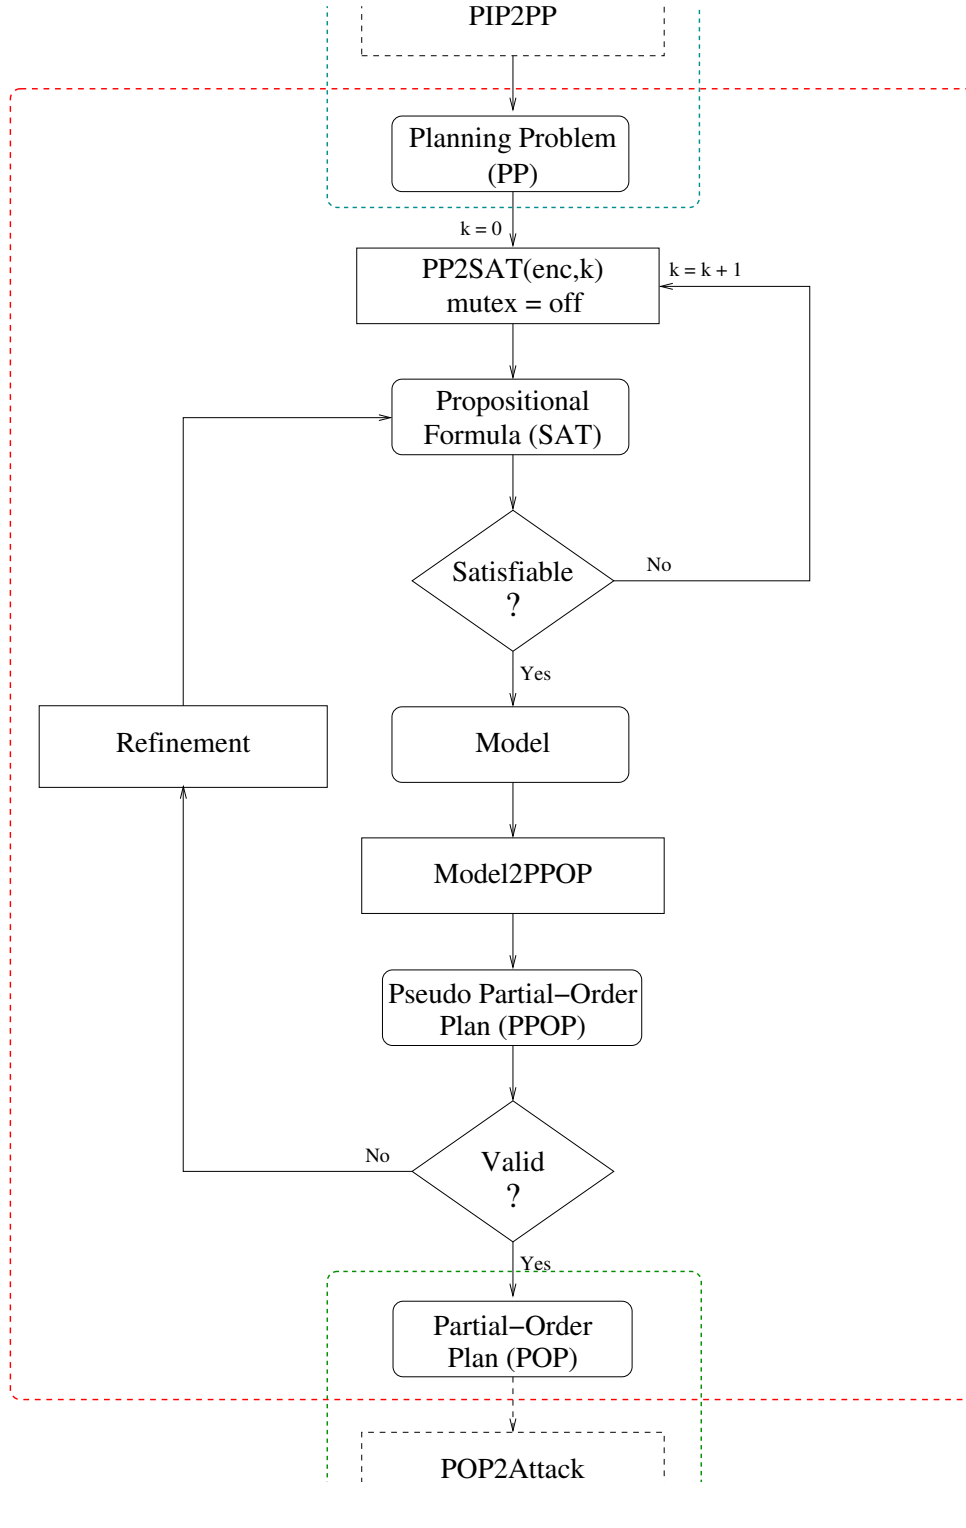 PIP2PP
Planning Problem
(PP)
k = 0
PP2SAT(enc,k)
mutex = off
k = k + 1
Propositional
Formula (SAT)
Satisfiable
?
No
Yes
Refinement
Model
Model2PPOP
Pseudo Partial−Order
Plan (PPOP)
Valid
?
No
Yes
Partial−Order
Plan (POP)
POP2Attack